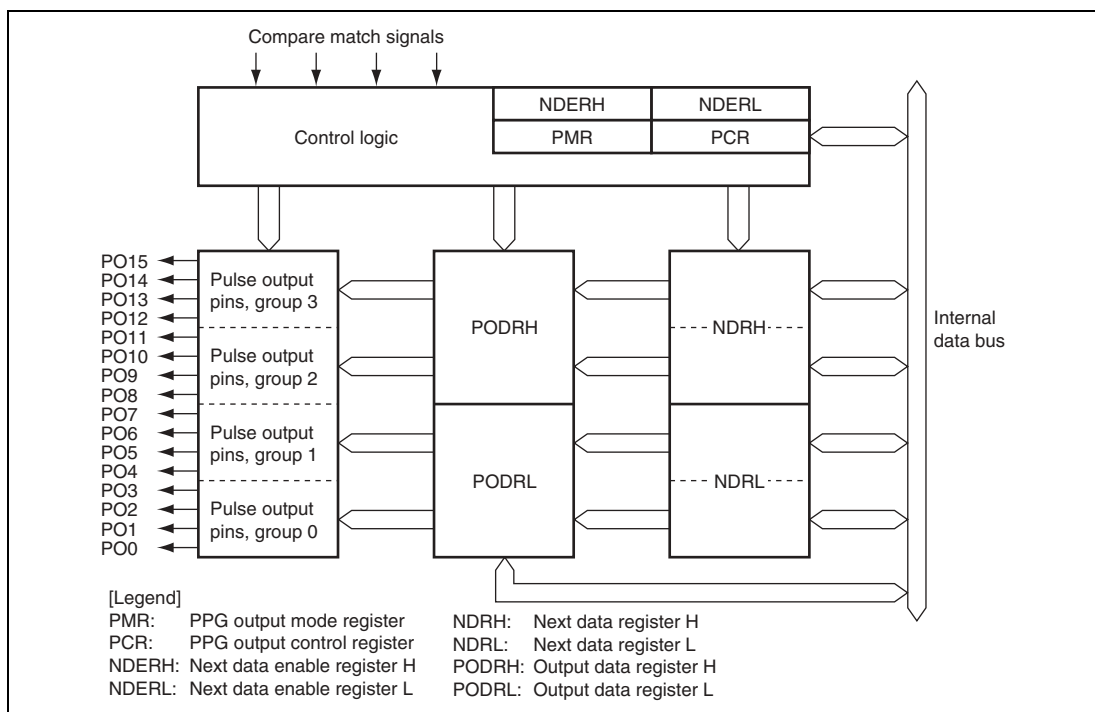 Compare match signals
NDERH
NDERL
Control logic
PMR
PCR
PO15
PO14
PO13
PO12
PO11
PO10
PO9
PO8
PO7
PO6
PO5
PO4
PO3
PO2
PO1
PO0
Pulse output
pins, group 3
Pulse output
pins, group 2
Pulse output
pins, group 1
Pulse output
pins, group 0
PODRH
PODRL
NDRH
NDRL
Internal
data bus
[Legend]
PMR: PPG output mode register
PCR: PPG output control register
NDERH: Next data enable register H
NDERL: Next data enable register L
NDRH: Next data register H
NDRL: Next data register L
PODRH: Output data register H
PODRL: Output data register L